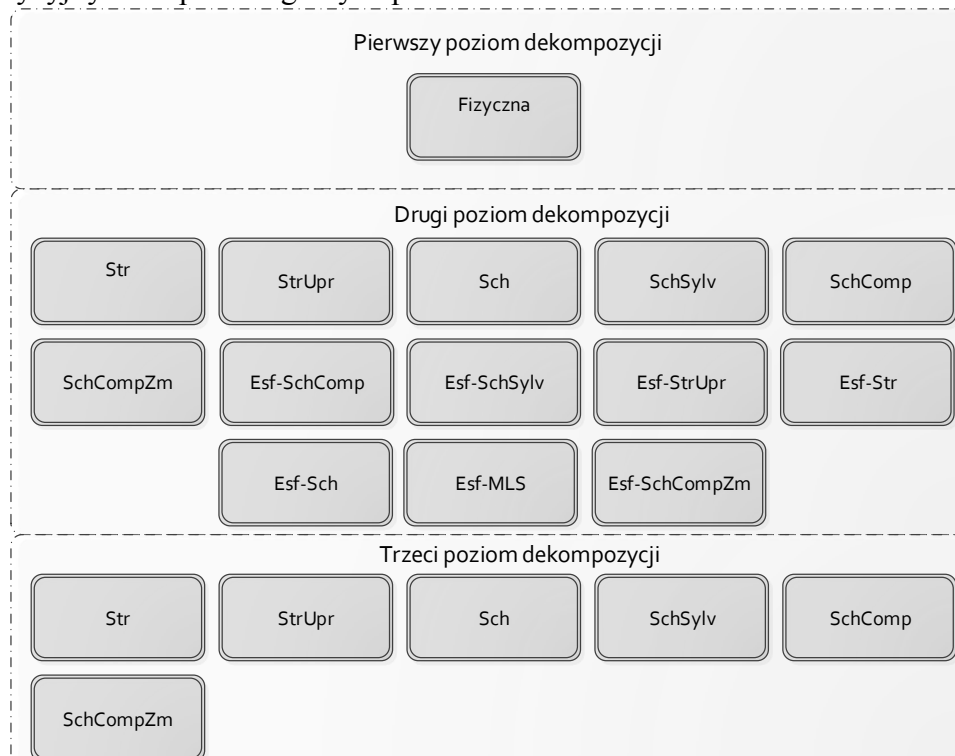 Pierwszy poziom dekompozycji
Fizyczna
Drugi poziom dekompozycji
Str StrUpr Sch SchSylv SchComp
SchCompZm Esf-SchComp Esf-SchSylv Esf-StrUpr Esf-Str
Esf-Sch Esf-MLS Esf-SchCompZm
Trzeci poziom dekompozycji
Str StrUpr Sch SchSylv SchComp
SchCompZm